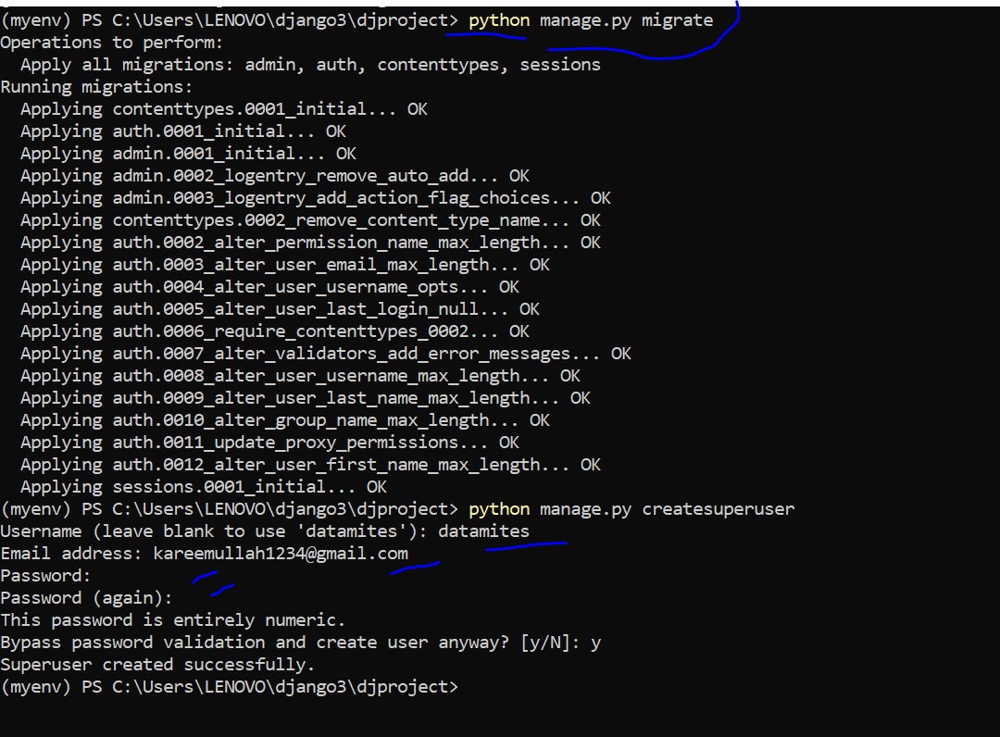 (myenv) PS C:\Users\LENOVO\django3\djproject> python manage.py migrate
Operations to perform:
  Apply all migrations: admin, auth, contenttypes, sessions
Running migrations:
  Applying contenttypes.0001_initial... OK
  Applying auth.0001_initial... OK
  Applying admin.0001_initial... OK
  Applying admin.0002_logentry_remove_auto_add... OK
  Applying admin.0003_logentry_add_action_flag_choices... OK
  Applying contenttypes.0002_remove_content_type_name... OK
  Applying auth.0002_alter_permission_name_max_length... OK
  Applying auth.0003_alter_user_email_max_length... OK
  Applying auth.0004_alter_user_username_opts... OK
  Applying auth.0005_alter_user_last_login_null... OK
  Applying auth.0006_require_contenttypes_0002... OK
  Applying auth.0007_alter_validators_add_error_messages... OK
  Applying auth.0008_alter_user_username_max_length... OK
  Applying auth.0009_alter_user_last_name_max_length... OK
  Applying auth.0010_alter_group_name_max_length... OK
  Applying auth.0011_update_proxy_permissions... OK
  Applying auth.0012_alter_user_first_name_max_length... OK
  Applying sessions.0001_initial... OK
(myenv) PS C:\Users\LENOVO\django3\djproject> python manage.py createsuperuser
Username (leave blank to use 'datamites'): datamites
Email address: kareemullah1234@gmail.com
Password:
Password (again):
This password is entirely numeric.
Bypass password validation and create user anyway? [y/N]: y
Superuser created successfully.
(myenv) PS C:\Users\LENOVO\django3\djproject>